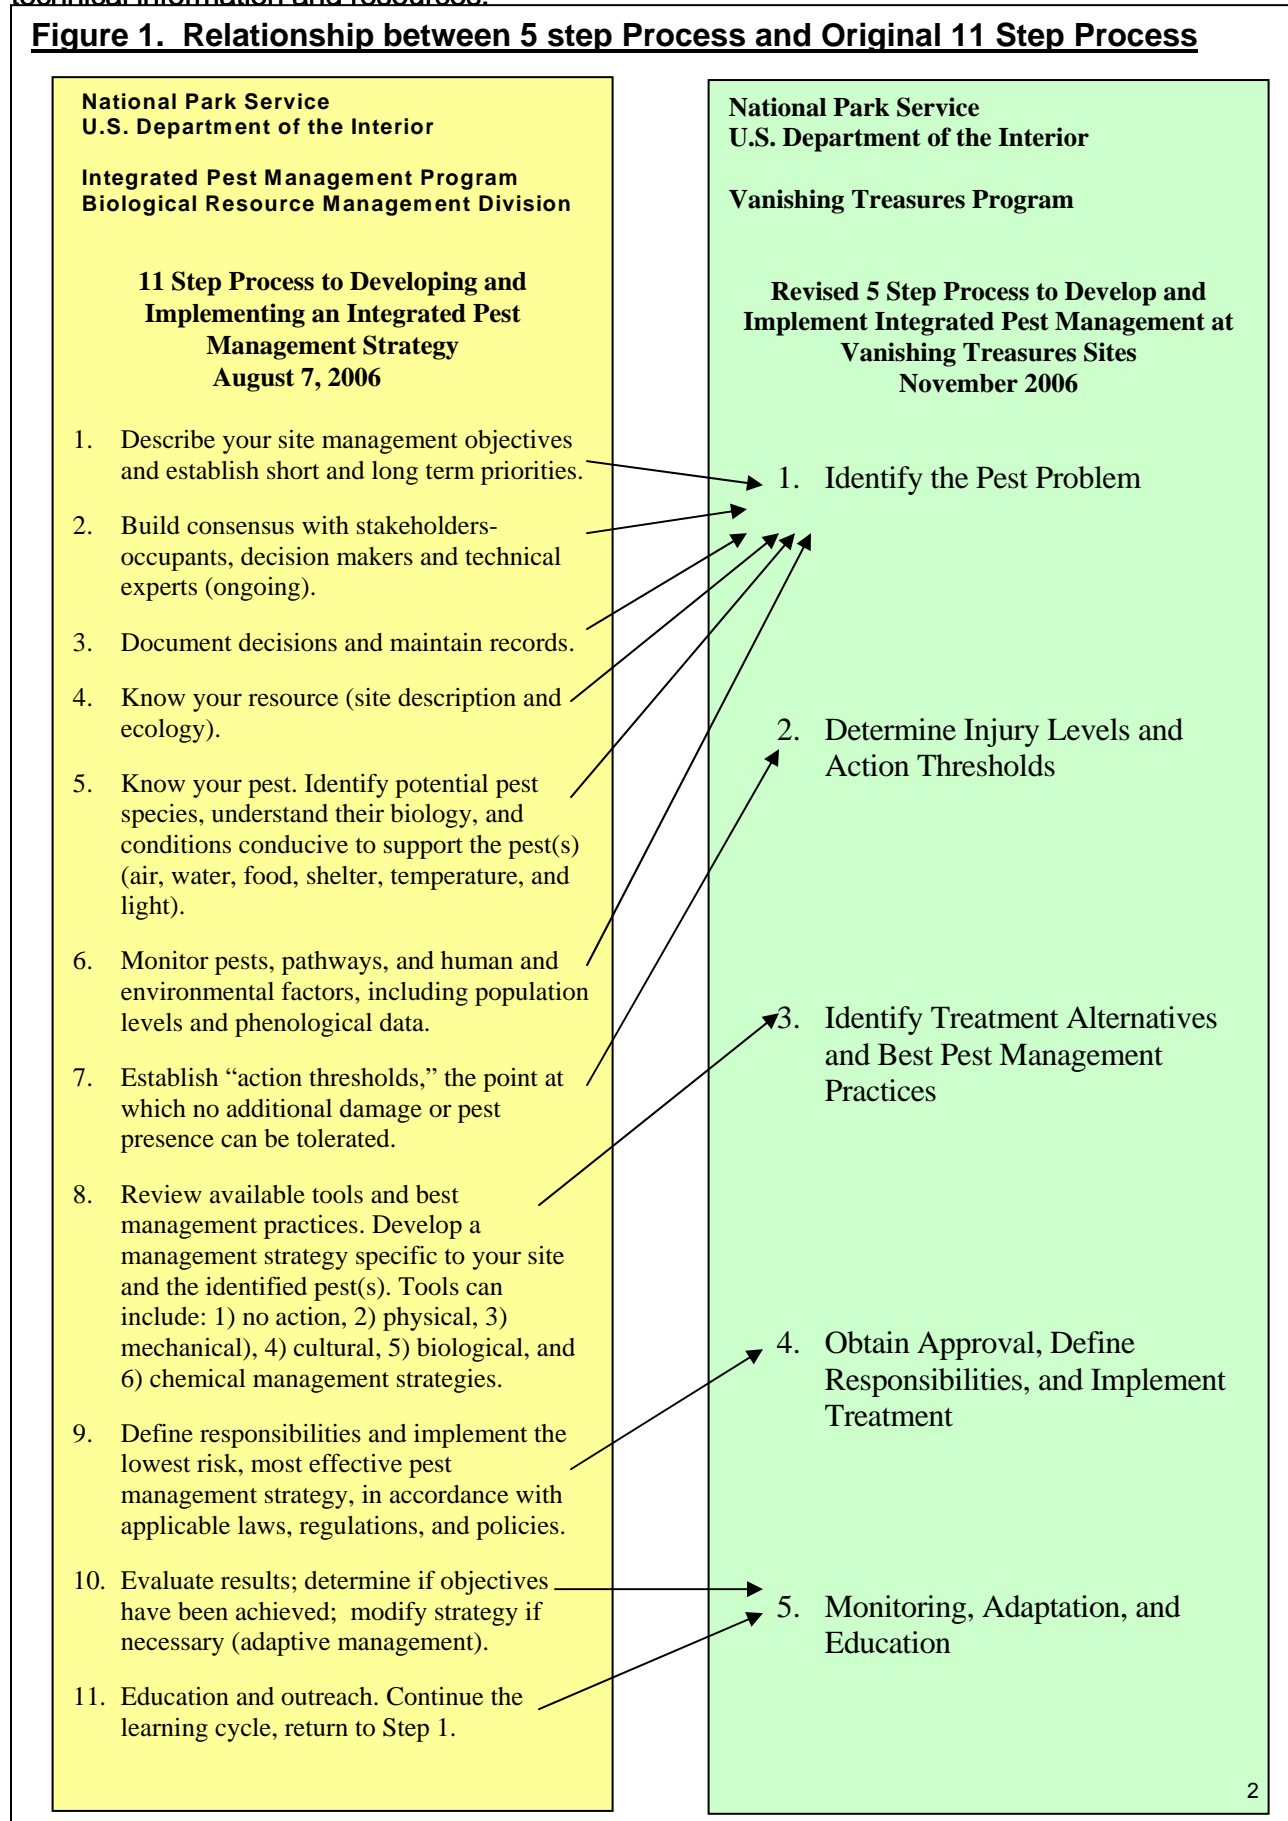 technical information and resources.
Figure 1. Relationship between 5 step Process and Original 11 Step Process
National Park Service
U.S. Department of the Interior
Integrated Pest Management Program
Biological Resource Management Division
11 Step Process to Developing and
Implementing an Integrated Pest
Management Strategy
August 7, 2006
1. Describe your site management objectives
and establish short and long term priorities.
2. Build consensus with stakeholders-
occupants, decision makers and technical
experts (ongoing).
3. Document decisions and maintain records.
4. Know your resource (site description and
ecology).
5. Know your pest. Identify potential pest
species, understand their biology, and
conditions conducive to support the pest(s)
(air, water, food, shelter, temperature, and
light).
6. Monitor pests, pathways, and human and
environmental factors, including population
levels and phenological data.
7. Establish “action thresholds,” the point at
which no additional damage or pest
presence can be tolerated.
8. Review available tools and best
management practices. Develop a
management strategy specific to your site
and the identified pest(s). Tools can
include: 1) no action, 2) physical, 3)
mechanical), 4) cultural, 5) biological, and
6) chemical management strategies.
9. Define responsibilities and implement the
lowest risk, most effective pest
management strategy, in accordance with
applicable laws, regulations, and policies.
10. Evaluate results; determine if objectives
have been achieved; modify strategy if
necessary (adaptive management).
11. Education and outreach. Continue the
learning cycle, return to Step 1.
National Park Service
U.S. Department of the Interior
Vanishing Treasures Program
Revised 5 Step Process to Develop and
Implement Integrated Pest Management at
Vanishing Treasures Sites
November 2006
1. Identify the Pest Problem
2. Determine Injury Levels and
Action Thresholds
3. Identify Treatment Alternatives
and Best Pest Management
Practices
4. Obtain Approval, Define
Responsibilities, and Implement
Treatment
5. Monitoring, Adaptation, and
Education
2